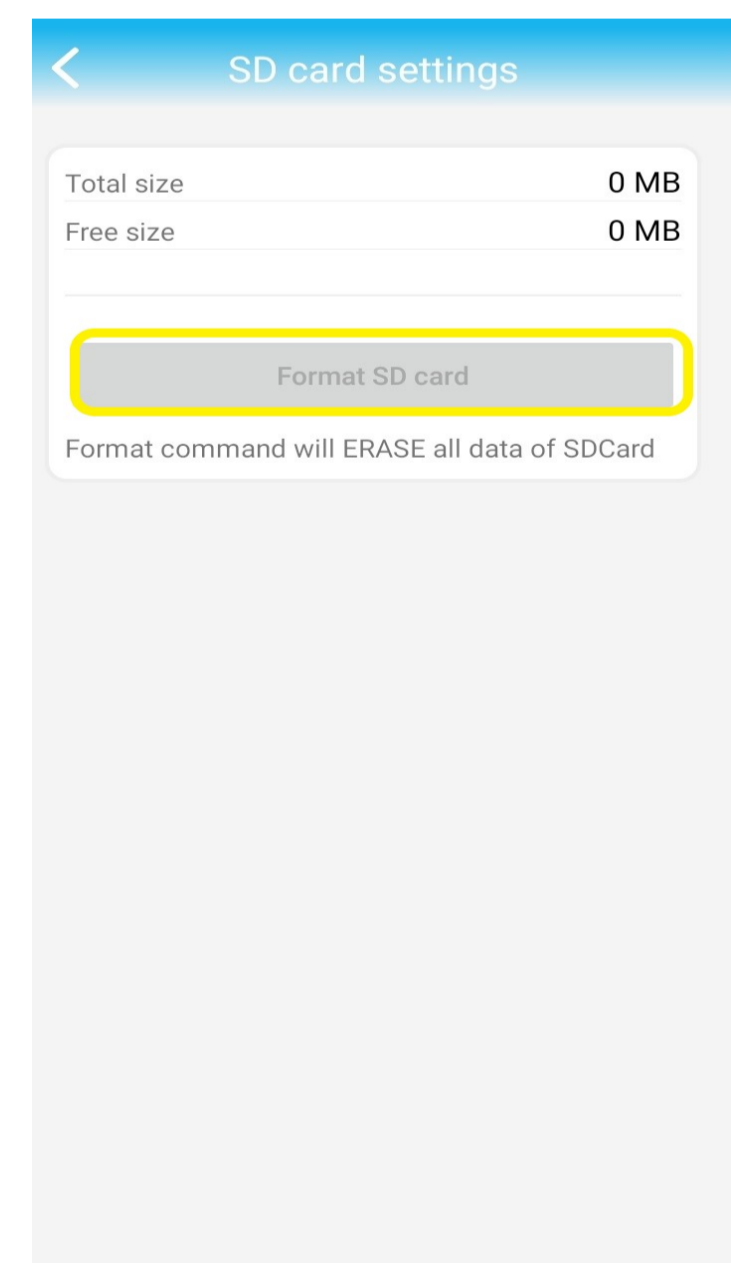 SD card settings
Total size 0 MB
Free size 0 MB
Format SD card
Format command will ERASE all data of SDCard